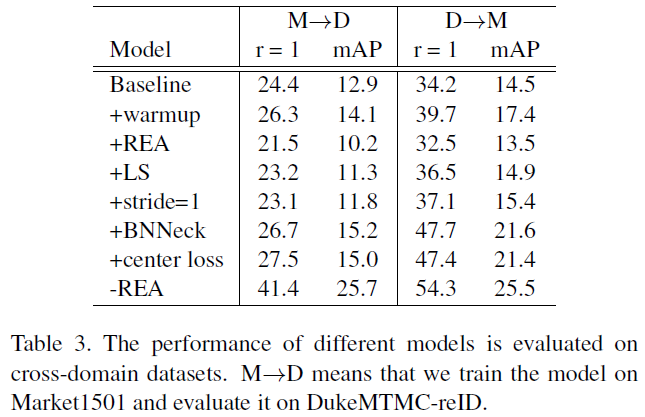 M→D D→M
Model r = 1 mAP r = 1 mAP
Baseline 24.4 12.9 34.2 14.5
+warmup 26.3 14.1 39.7 17.4
+REA 21.5 10.2 32.5 13.5
+LS 23.2 11.3 36.5 14.9
+stride=1 23.1 11.8 37.1 15.4
+BNNeck 26.7 15.2 47.7 21.6
+center loss 27.5 15.0 47.4 21.4
-REA 41.4 25.7 54.3 25.5
Table 3. The performance of different models is evaluated on
cross-domain datasets. M→D means that we train the model on
Market1501 and evaluate it on DukeMTMC-reID.